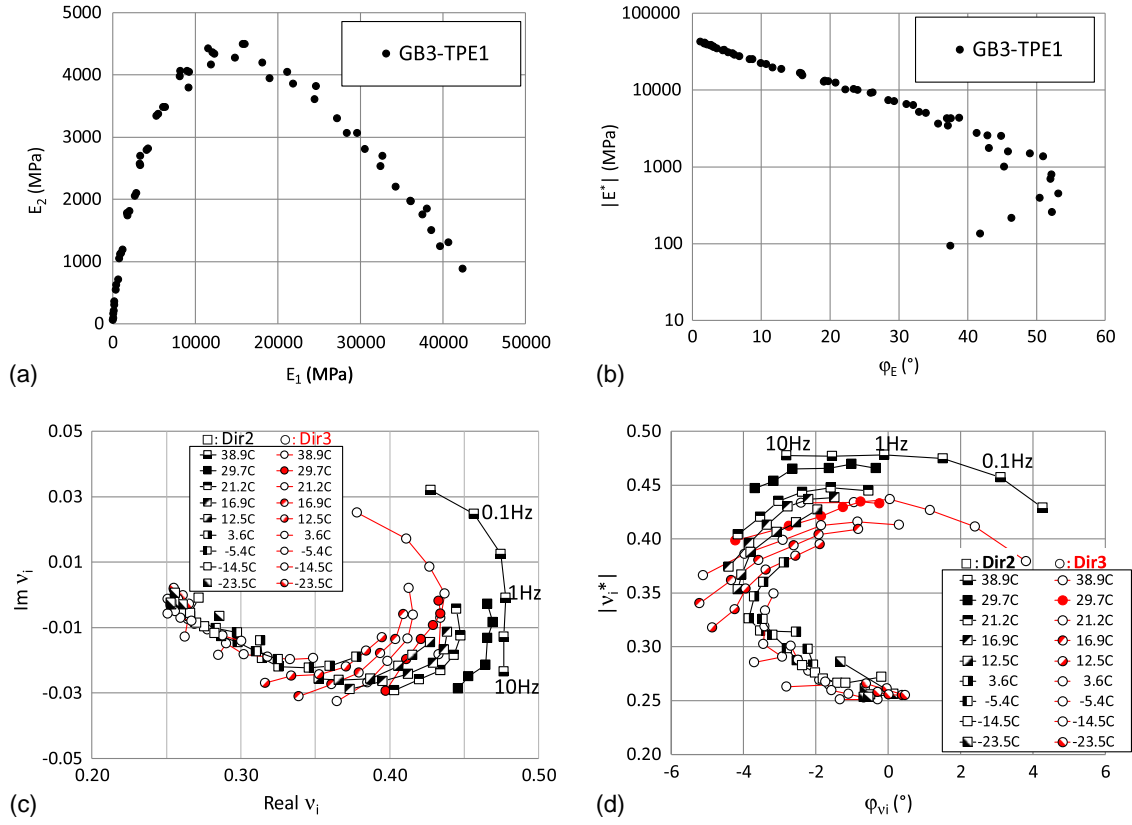 5000
4000
3000
2000
1000
0
E2 (MPa)
GB3-TPE1
0 10000 20000 30000 40000 50000
E1 (MPa)
(a)
100000
10000
1000
100
10
|E*| (MPa)
GB3-TPE1
0 10 20 30 40 50 60
φE (°)
(b)
0.05
0.03
0.01
-0.01
-0.03
-0.05
Im νi
: Dir2 : Dir3
38.9C 38.9C
29.7C 29.7C
21.2C 21.2C
16.9C 16.9C
12.5C 12.5C
3.6C 3.6C
-5.4C -5.4C
-14.5C -14.5C
-23.5C -23.5C
0.1Hz
1Hz
10Hz
0.20 0.30 0.40 0.50
Real νi
(c)
0.50
0.45
0.40
0.35
0.30
0.25
0.20
|νi*|
10Hz 1Hz
0.1Hz
: Dir2 : Dir3
38.9C 38.9C
29.7C 29.7C
21.2C 21.2C
16.9C 16.9C
12.5C 12.5C
3.6C 3.6C
-5.4C -5.4C
-14.5C -14.5C
-23.5C -23.5C
-6 -4 -2 0 2 4 6
φνi (°)
(d)